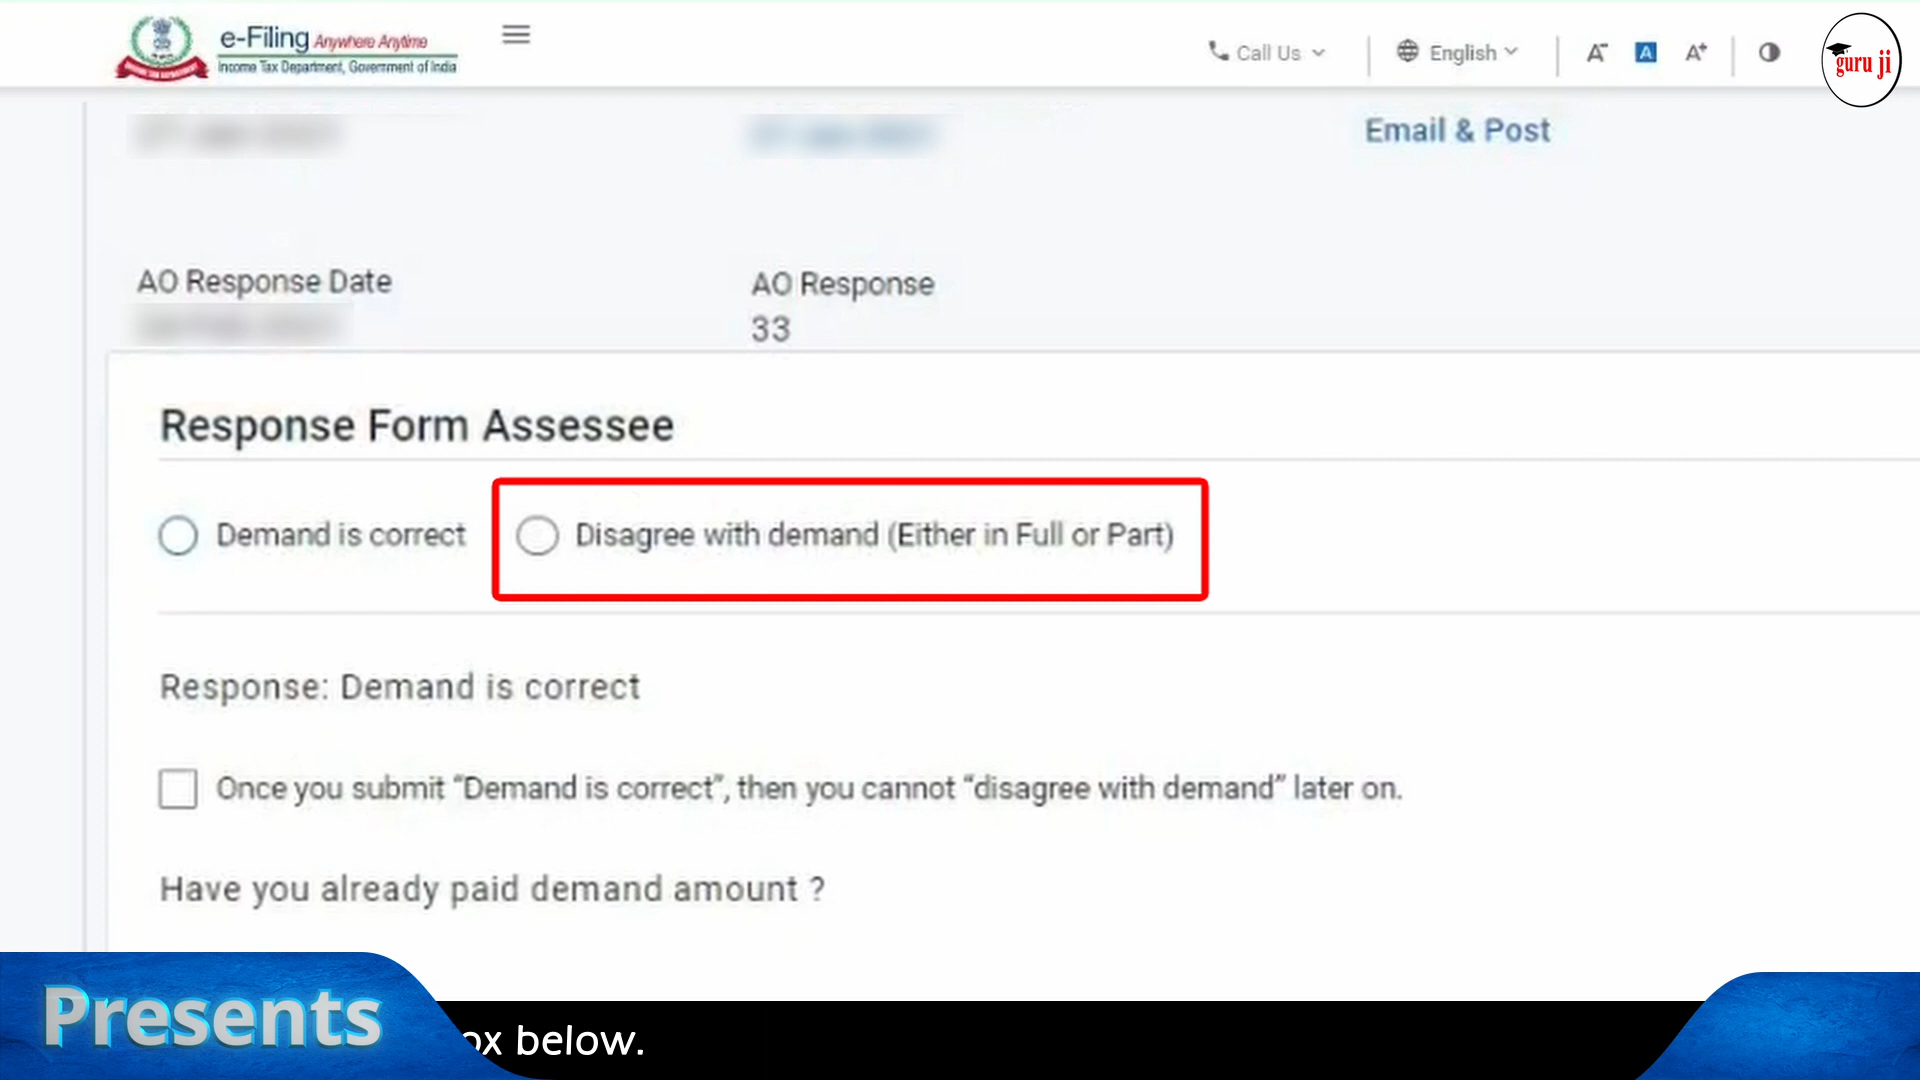 e-Filing Anywhere Anytime
Income Tax Department, Government of India
Call Us
English
A-
A
A+
guru ji
Email & Post
AO Response Date
AO Response
33
Response Form Assessee
Demand is correct
Disagree with demand (Either in Full or Part)
Response: Demand is correct
Once you submit “Demand is correct”, then you cannot “disagree with demand” later on.
Have you already paid demand amount ?
Presents
below.